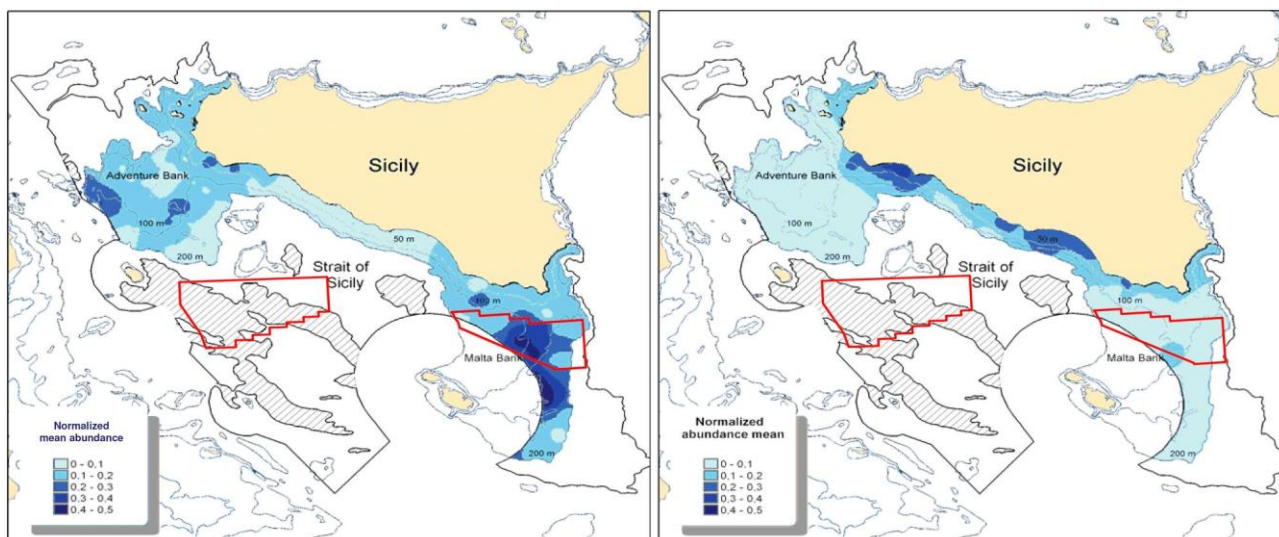 Sicily
Adventure Bank
100 m
50 m
200 m
Strait of
Sicily
100 m
Malta Bank
200 m
Normalized
mean abundance
0 - 0.1
0.1 - 0.2
0.2 - 0.3
0.3 - 0.4
0.4 - 0.5
Sicily
Adventure Bank
100 m
50 m
200 m
Strait of
Sicily
100 m
Malta Bank
200 m
Normalized
abundance mean
0 - 0.1
0.1 - 0.2
0.2 - 0.3
0.3 - 0.4
0.4 - 0.5